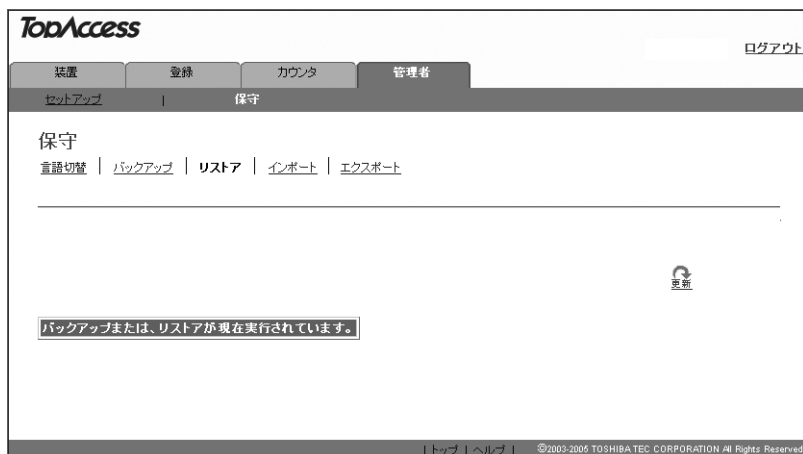 TopAccess
ログアウト
装置 登録 カウンタ 管理者
セットアップ | 保守
保守
言語切替 | バックアップ | リストア | インポート | エクスポート
更新
バックアップまたは、リストアが現在実行されています。
| トップ | ヘルプ | ©2003-2005 TOSHIBA TEC CORPORATION All Rights Reserved